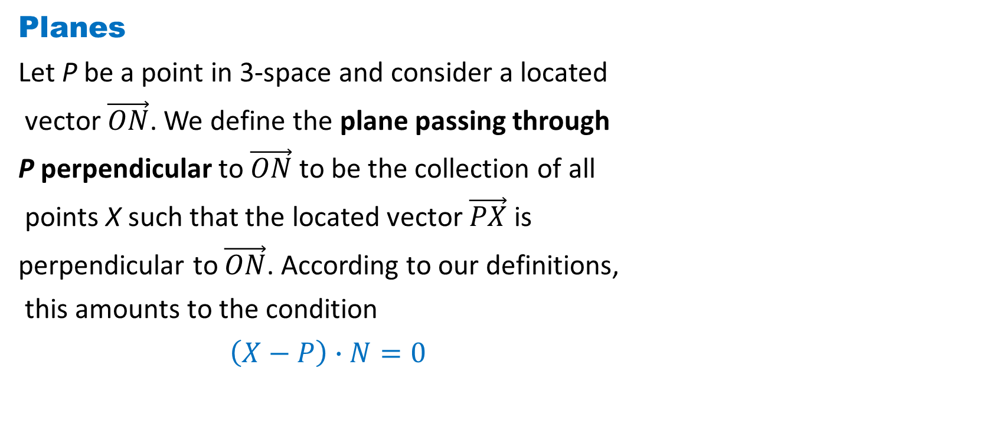 Planes
Let P be a point in 3-space and consider a located
vector $\overrightarrow{ON}$. We define the plane passing through
P perpendicular to $\overrightarrow{ON}$ to be the collection of all
points X such that the located vector $\overrightarrow{PX}$ is
perpendicular to $\overrightarrow{ON}$. According to our definitions,
this amounts to the condition
$(X - P) \cdot N = 0$